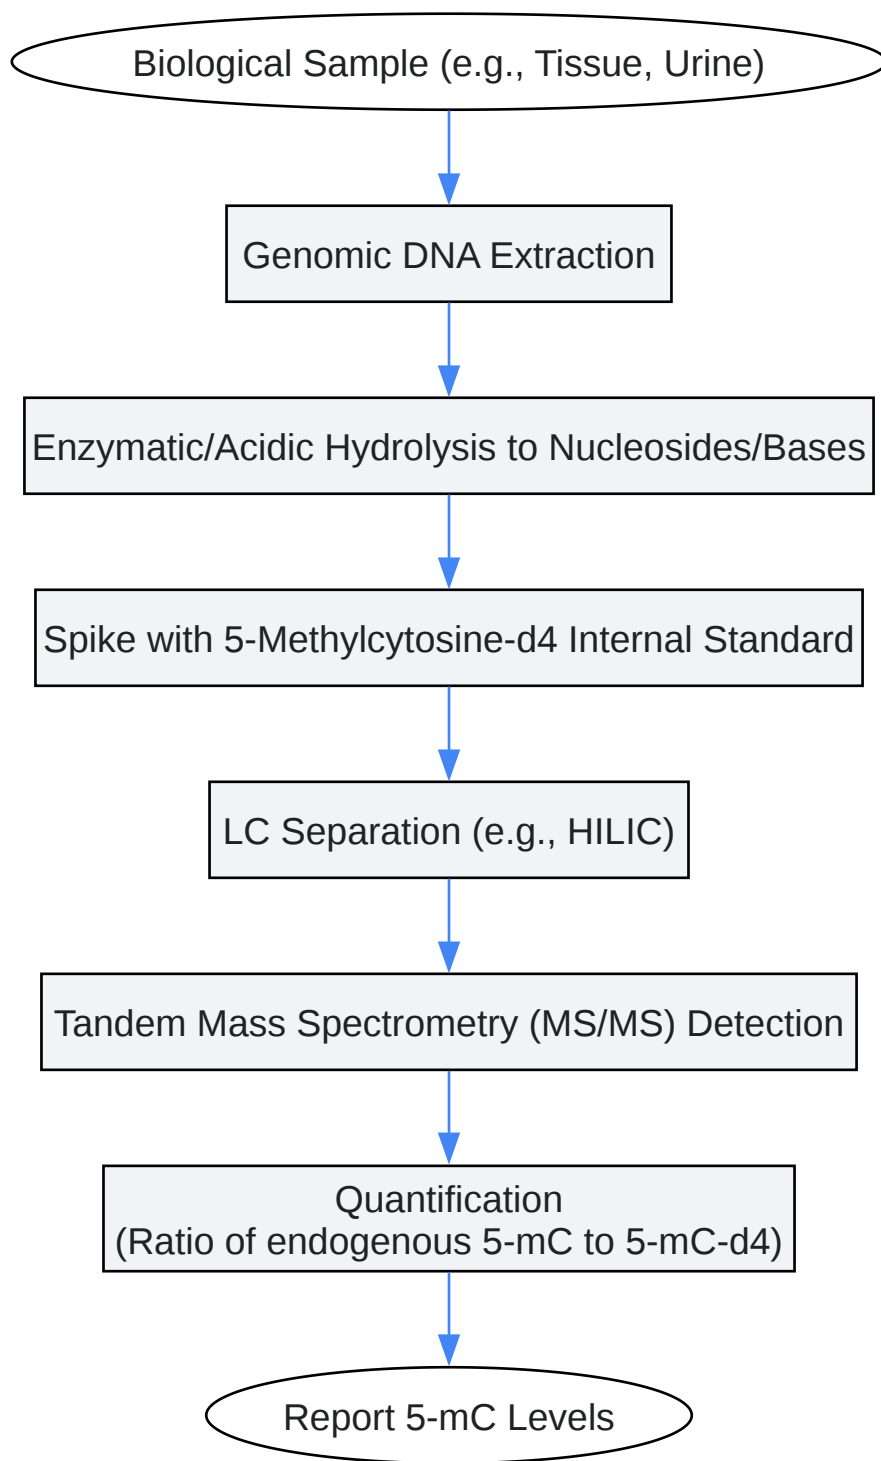 Biological Sample (e.g., Tissue, Urine)
Genomic DNA Extraction
Enzymatic/Acidic Hydrolysis to Nucleosides/Bases
Spike with 5-Methylcytosine-d4 Internal Standard
LC Separation (e.g., HILIC)
Tandem Mass Spectrometry (MS/MS) Detection
Quantification
(Ratio of endogenous 5-mC to 5-mC-d4)
Report 5-mC Levels